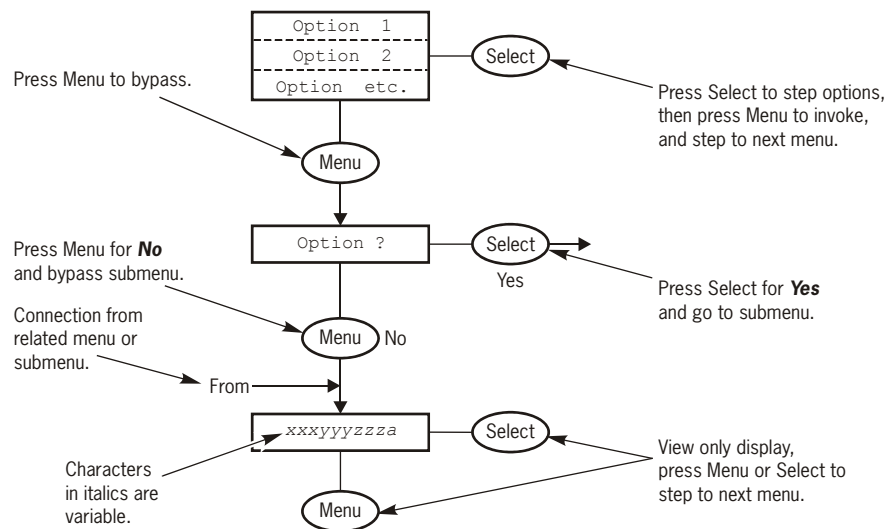 Option 1
Option 2
Option etc.
Select
Press Menu to bypass.
Press Select to step options,
then press Menu to invoke,
and step to next menu.
Menu
Option ?
Select
Yes
Press Menu for No
and bypass submenu.
Press Select for Yes
and go to submenu.
Connection from
related menu or
submenu.
Menu
No
From
xxxyyyzzza
Select
Characters
in italics are
variable.
View only display,
press Menu or Select to
step to next menu.
Menu